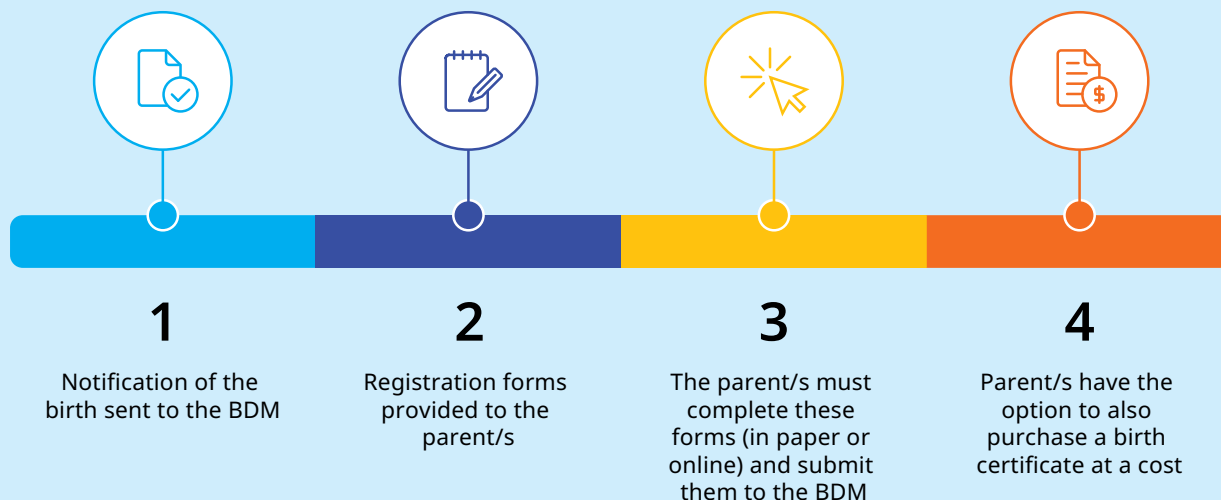 1
Notification of the
birth sent to the BDM
2
Registration forms
provided to the
parent/s
3
The parent/s must
complete these
forms (in paper or
online) and submit
them to the BDM
$
4
Parent/s have the
option to also
purchase a birth
certificate at a cost